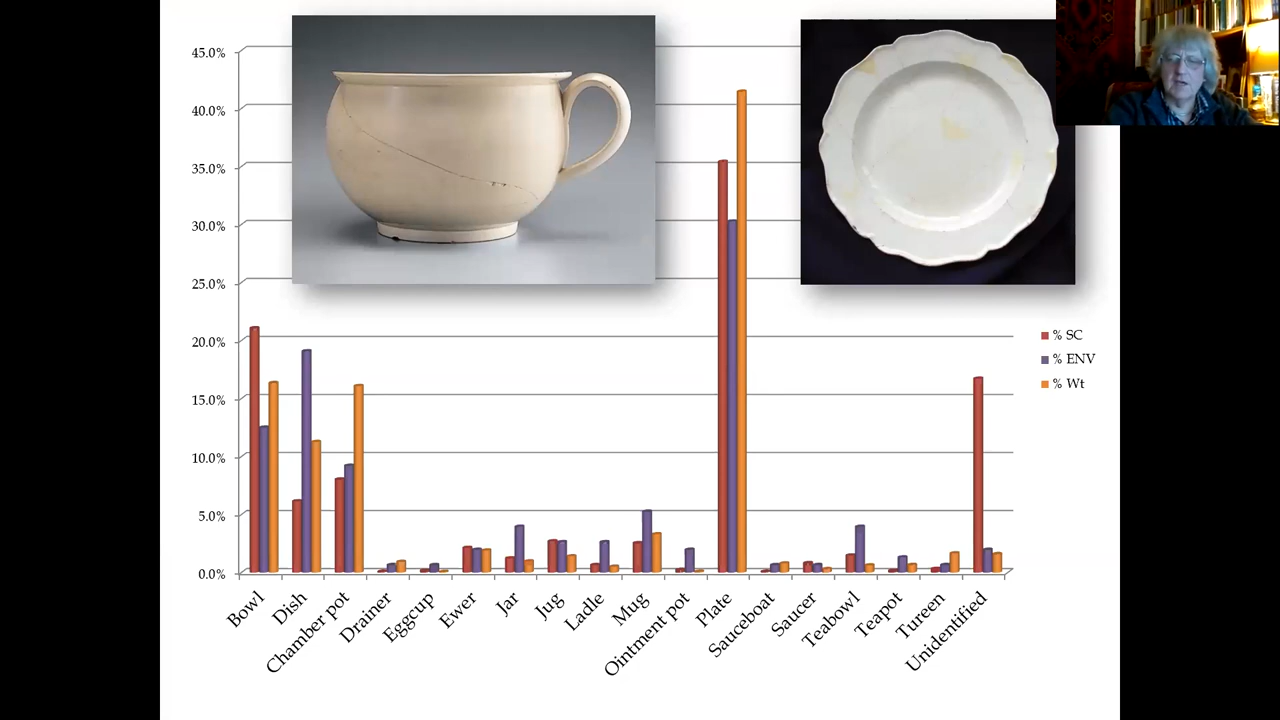 45.0%
40.0%
35.0%
30.0%
25.0%
20.0%
15.0%
10.0%
5.0%
0.0%
Bowl
Dish
Chamber pot
Drainer
Eggcup
Ewer
Jar
Jug
Ladle
Mug
Ointment pot
Plate
Sauceboat
Saucer
Teabowl
Teapot
Tureen
Unidentified
% SC
% ENV
% Wt